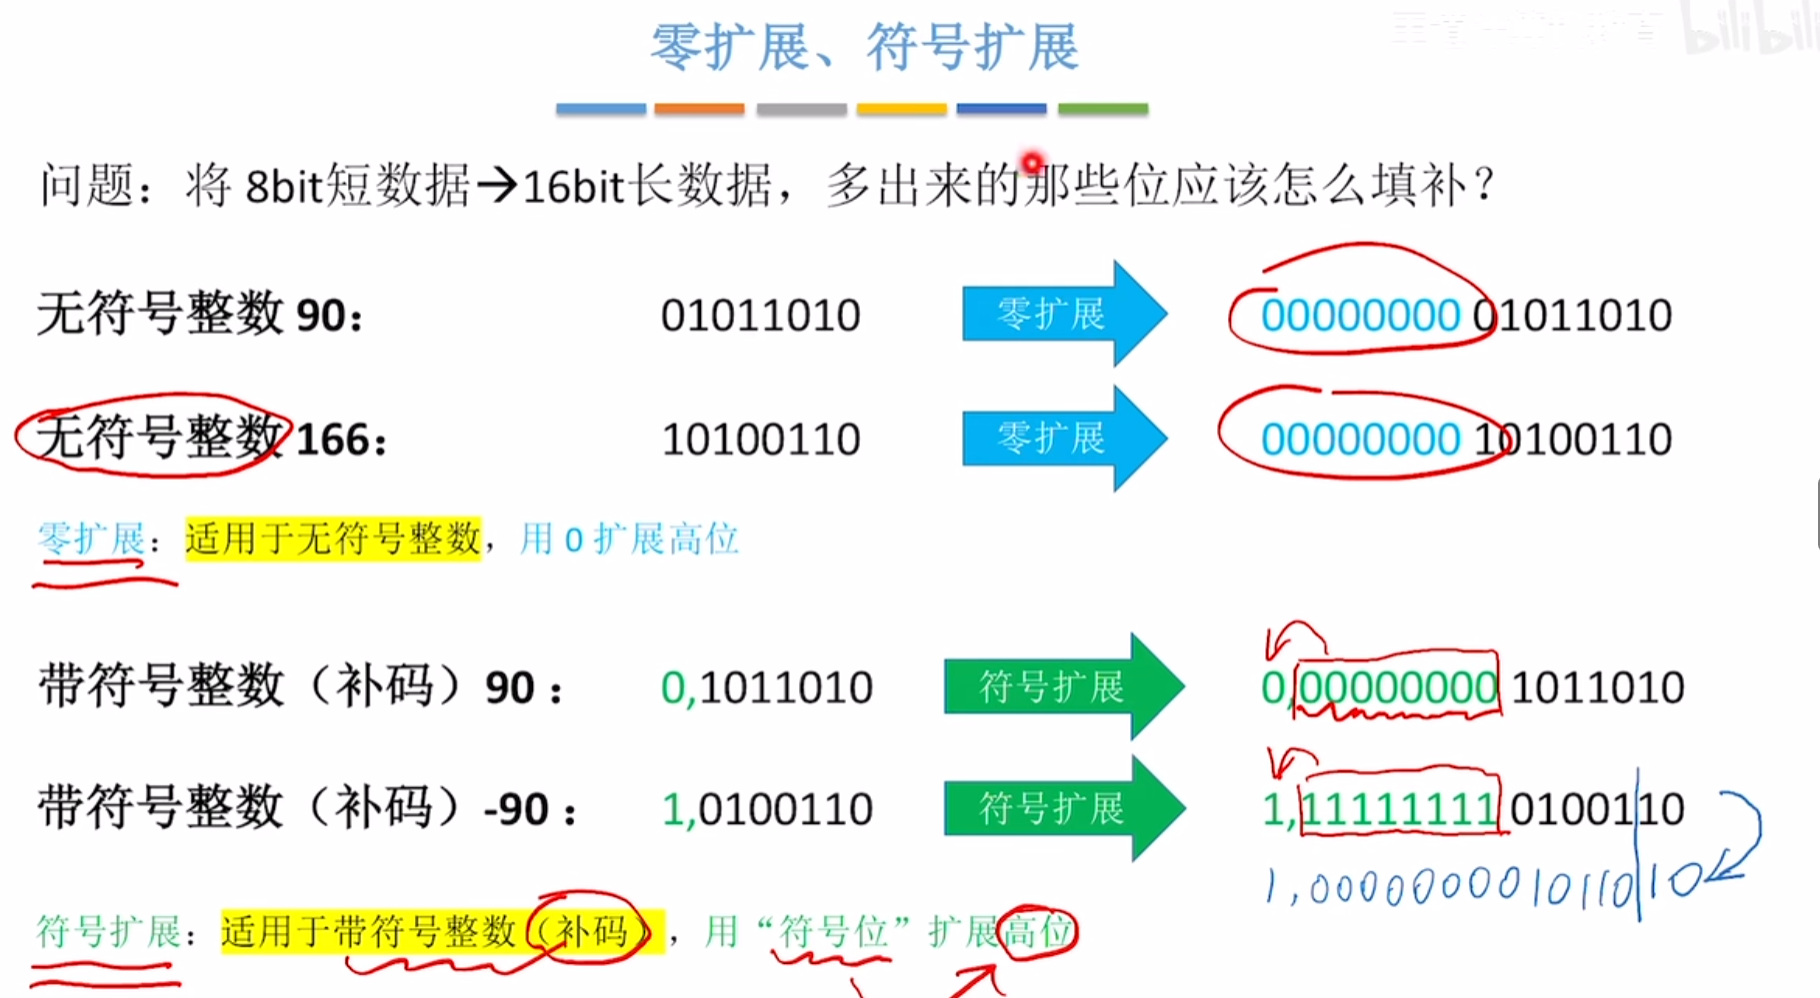 bilibili
零扩展、符号扩展
问题：将 8bit短数据→16bit长数据，多出来的那些位应该怎么填补？
无符号整数 90： 01011010 零扩展 00000000 01011010
无符号整数 166： 10100110 零扩展 00000000 10100110
零扩展：适用于无符号整数，用 0 扩展高位
带符号整数（补码）90： 0,1011010 符号扩展 0,00000000 1011010
带符号整数（补码）-90： 1,0100110 符号扩展 1,11111111 0100110
1,000000001011010
符号扩展：适用于带符号整数（补码），用“符号位”扩展高位